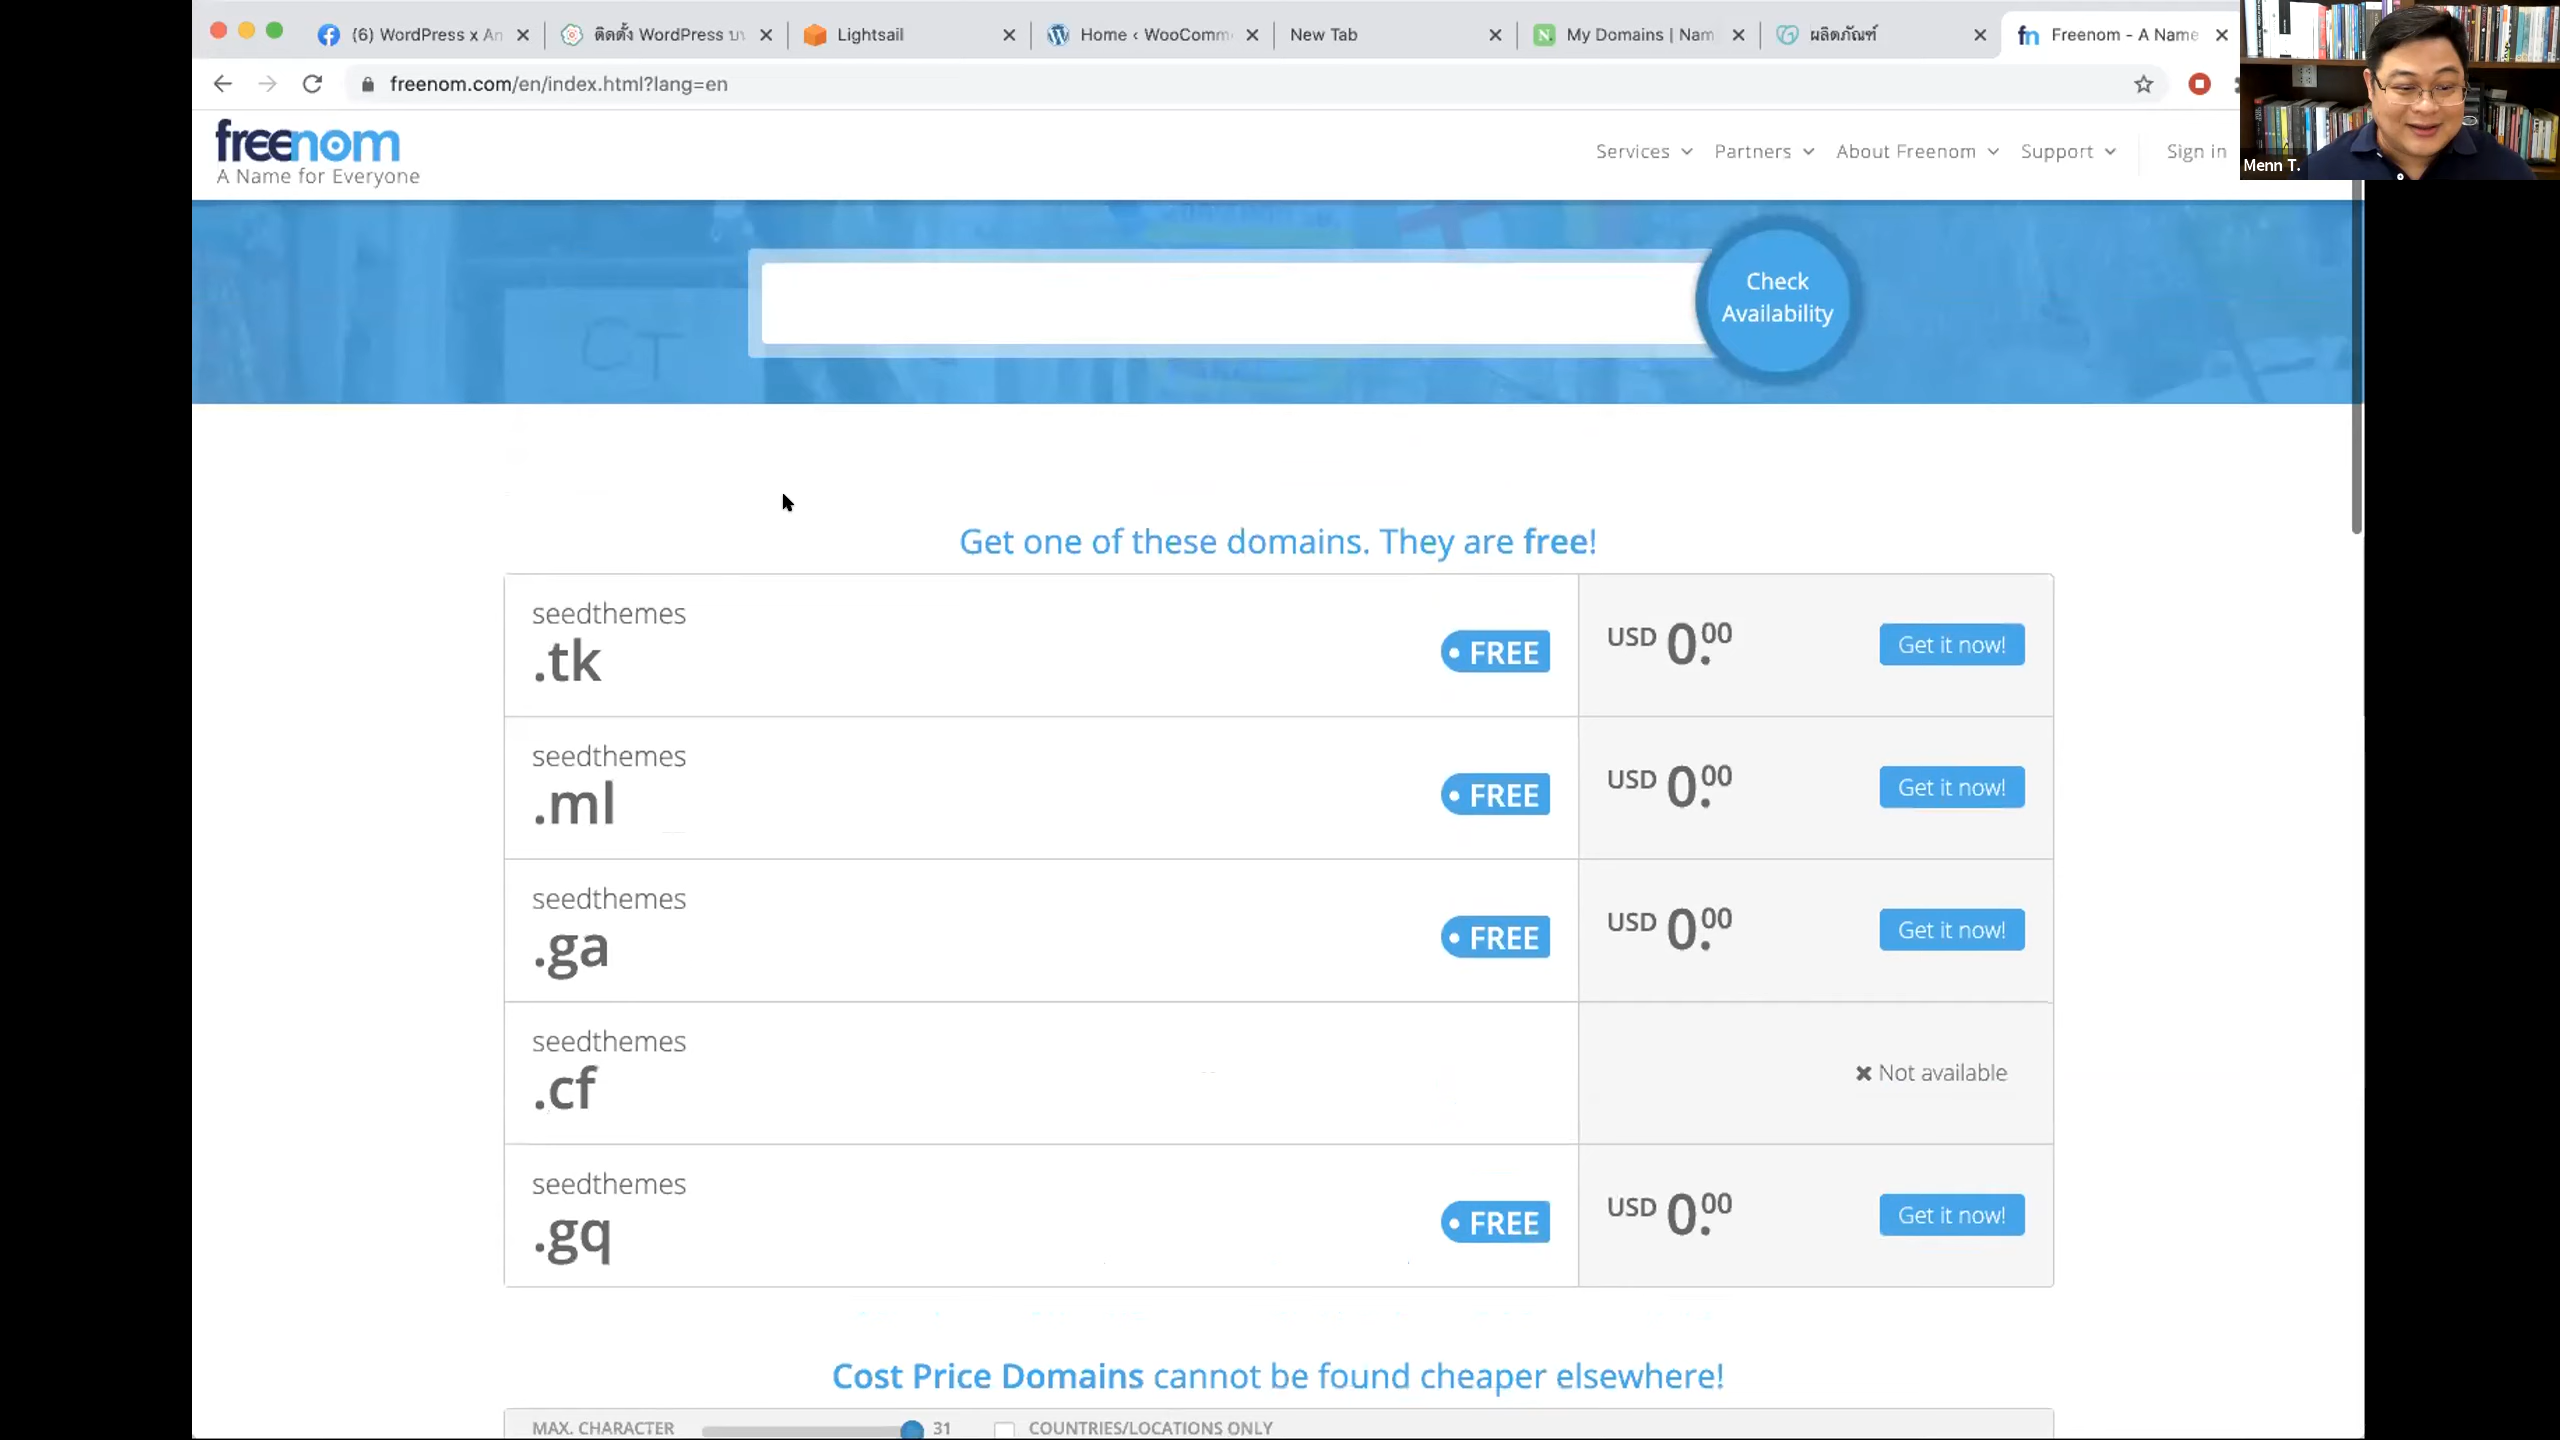 (6) WordPress x An
ติดตั้ง WordPress บน
Lightsail
Home ‹ WooComm
New Tab
My Domains | Nam
ผลิตภัณฑ์
Freenom - A Name
freenom.com/en/index.html?lang=en
Menn T.
freenom
A Name for Everyone
Services
Partners
About Freenom
Support
Sign in
Check
Availability
CT
Get one of these domains. They are free!
seedthemes
.tk
FREE
USD 0.00
Get it now!
seedthemes
.ml
FREE
USD 0.00
Get it now!
seedthemes
.ga
FREE
USD 0.00
Get it now!
seedthemes
.cf
Not available
seedthemes
.gq
FREE
USD 0.00
Get it now!
Cost Price Domains cannot be found cheaper elsewhere!
MAX. CHARACTER
31
COUNTRIES/LOCATIONS ONLY